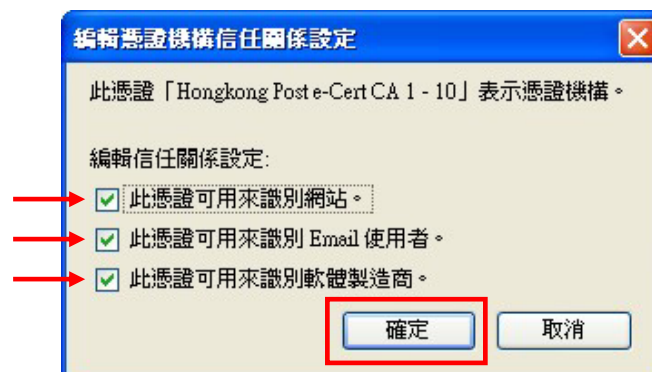 編輯憑證機構信任關係設定
此憑證「Hongkong Post e-Cert CA 1 - 10」表示憑證機構。
編輯信任關係設定:
此憑證可用來識別網站。
此憑證可用來識別 Email 使用者。
此憑證可用來識別軟體製造商。
確定 取消